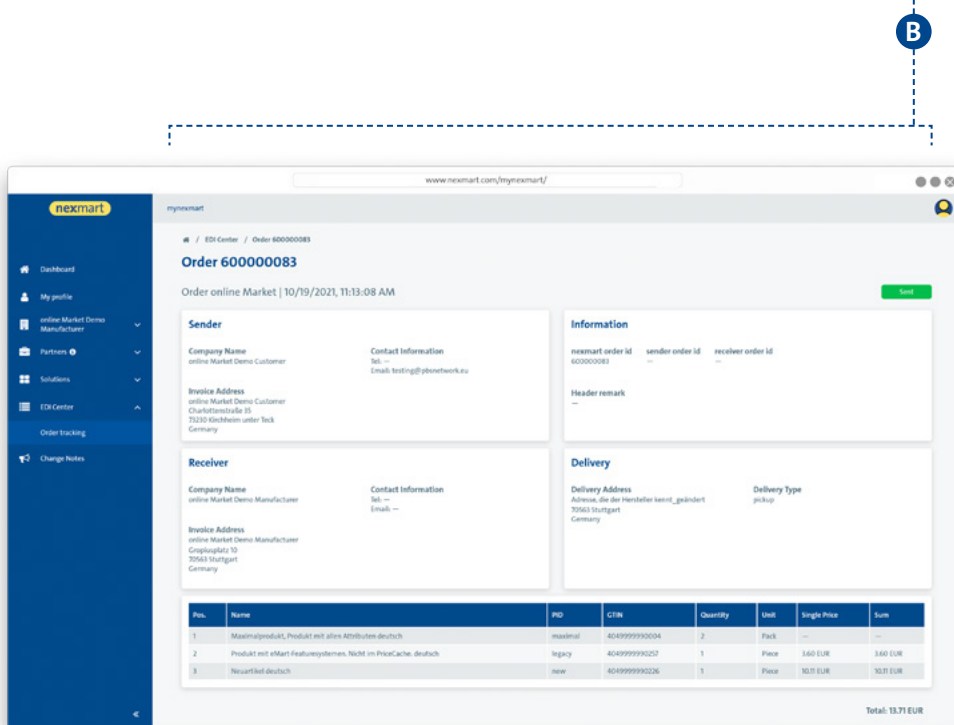 B
www.nexmart.com/mynexmart/
nexmart
mynexmart
Dashboard
My profile
online Market Demo
Manufacturer
Partners
Solutions
EDI Center
Order tracking
Change Notes
/ EDI Center / Order 600000083
Order 600000083
Order online Market | 10/19/2021, 11:13:08 AM
Send
Sender
Company Name
online Market Demo Customer
Contact Information
Tel: —
Email: testing@pbsnetwork.eu
Invoice Address
online Market Demo Customer
Charlottenstraße 35
73230 Kirchheim unter Teck
Germany
Information
nexmart order id sender order id receiver order id
600000083 — —
Header remark
—
Receiver
Company Name
online Market Demo Manufacturer
Contact Information
Tel: —
Email: —
Invoice Address
online Market Demo Manufacturer
Gropiusplatz 10
70563 Stuttgart
Germany
Delivery
Delivery Address
Adresse, die der Hersteller kennt_geändert
70563 Stuttgart
Germany
Delivery Type
pickup
Pos. Name PID GTIN Quantity Unit Single Price Sum
1 Maximalprodukt, Produkt mit allen Attributen deutsch maximal 4049999990004 2 Pack — —
2 Produkt mit eMart-Featuresystemen. Nicht im PriceCache. deutsch legacy 4049999990257 1 Piece 3.60 EUR 3.60 EUR
3 Neuartikel deutsch new 4049999990226 1 Piece 10.11 EUR 10.11 EUR
Total: 13.71 EUR